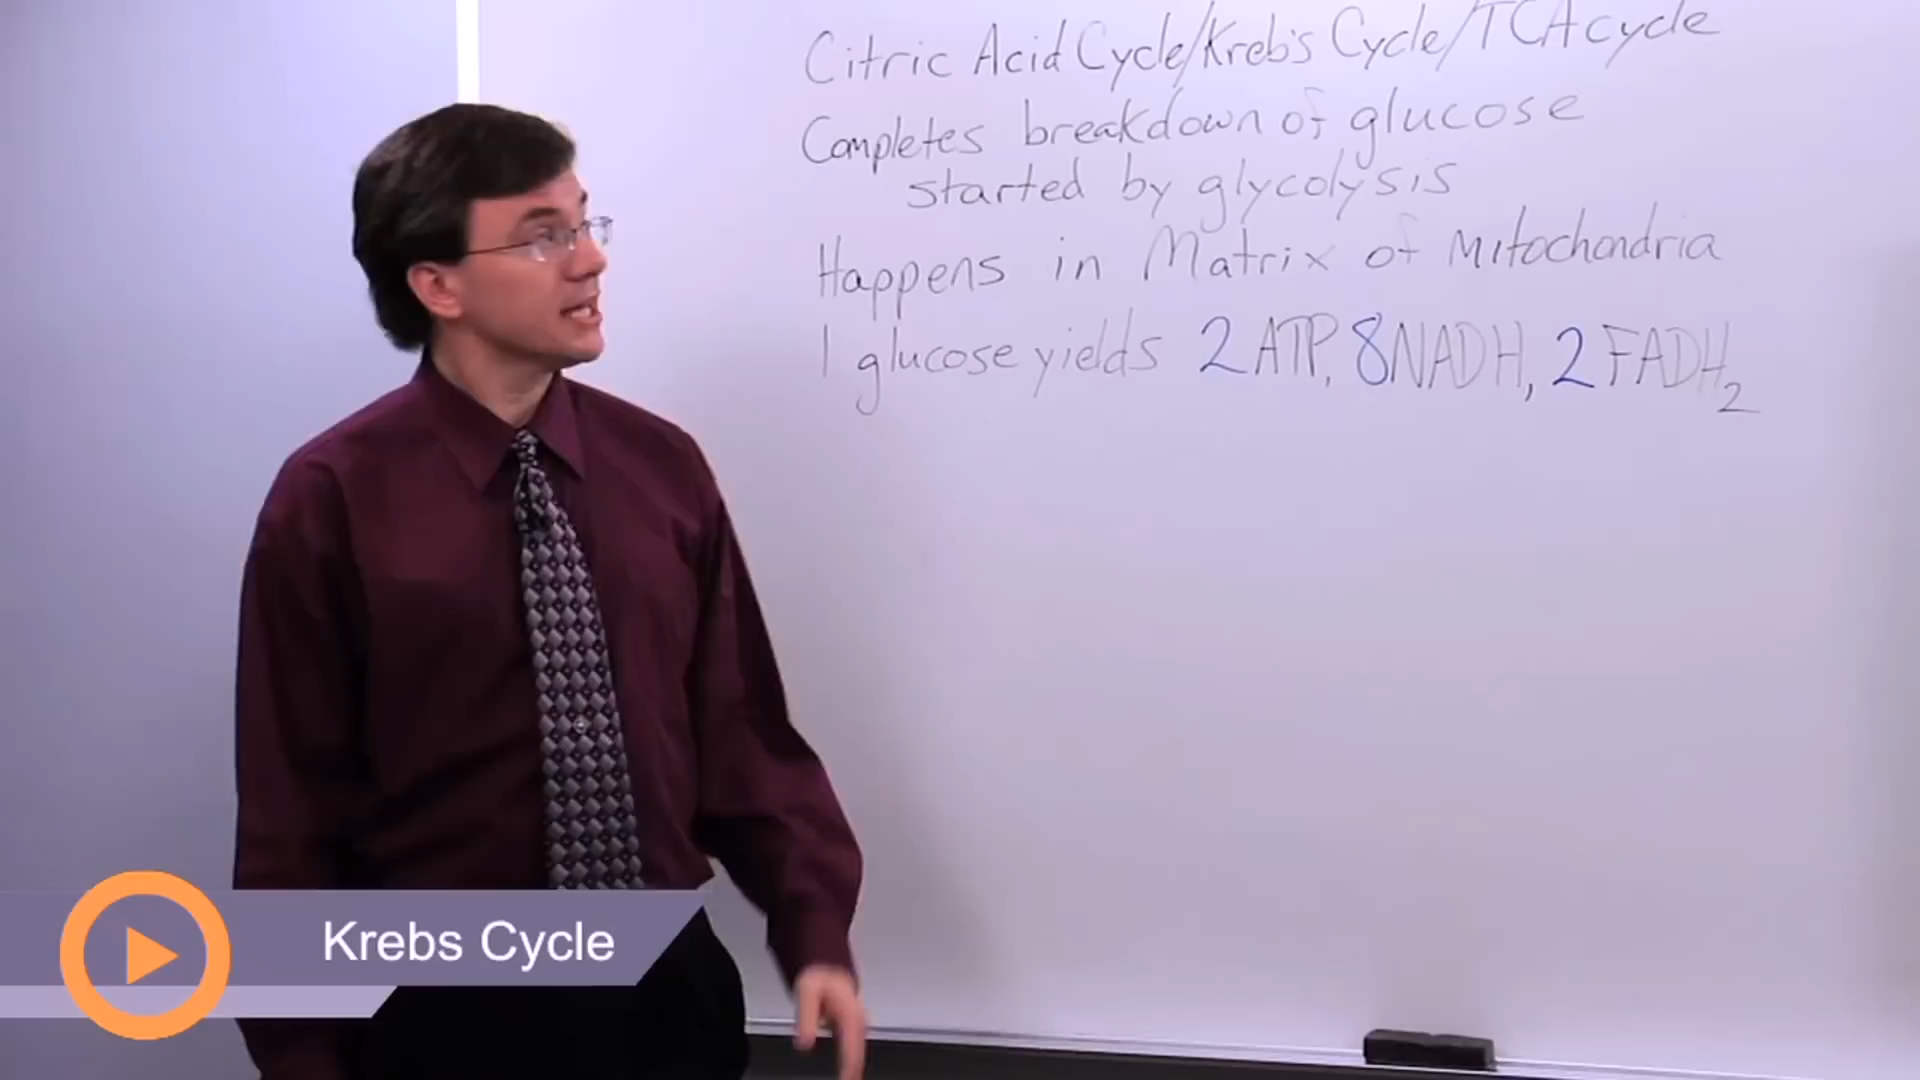 Citric Acid Cycle/Kreb's Cycle/TCA cycle
Completes breakdown of glucose
started by glycolysis
Happens in Matrix of Mitochondria
1 glucose yields 2 ATP, 8 NADH, 2 FADH₂
Krebs Cycle